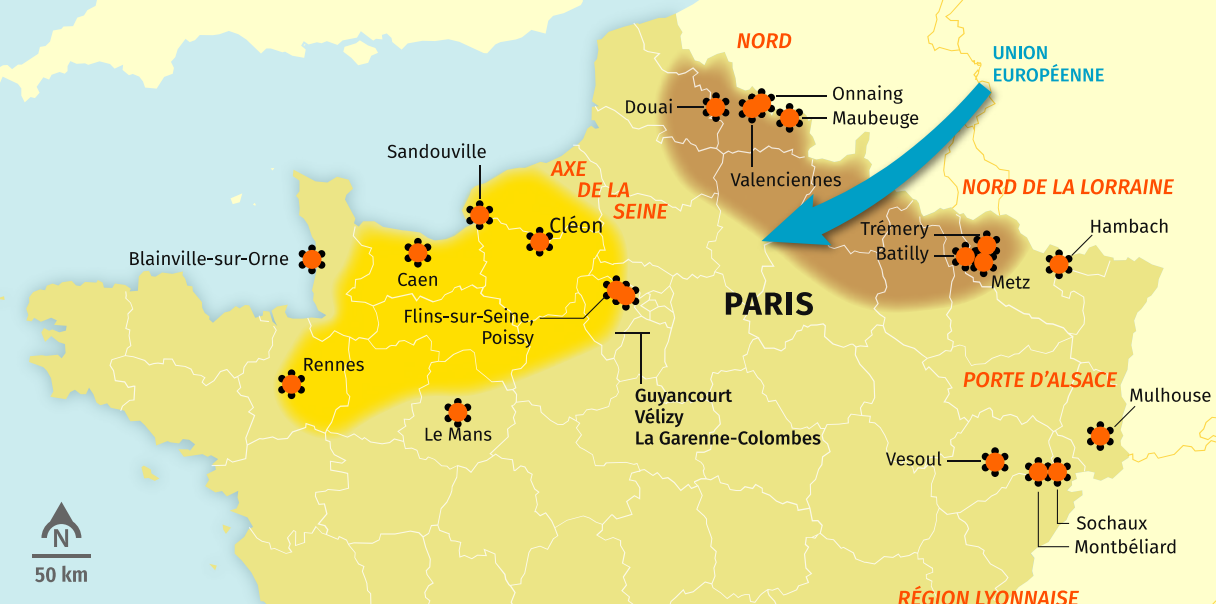 NORD
UNION
EUROPÉENNE
Douai
Onnaing
Maubeuge
Sandouville
AXE
DE LA
SEINE
Valenciennes
NORD DE LA LORRAINE
Cléon
Trémery
Hambach
Blainville-sur-Orne
Batilly
Caen
Metz
PARIS
Flins-sur-Seine,
Poissy
Rennes
PORTE D'ALSACE
Guyancourt
Vélizy
La Garenne-Colombes
Mulhouse
Le Mans
Vesoul
Sochaux
Montbéliard
N
50 km
RÉGION LYONNAISE